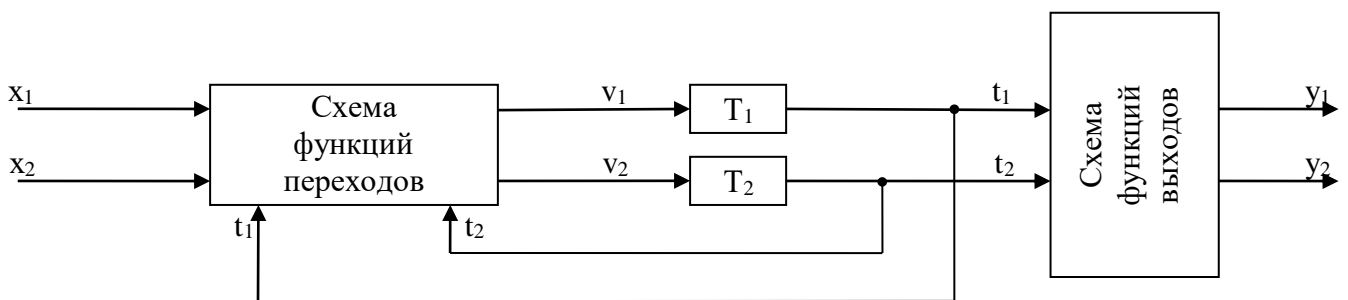 x₁
x₂
Схема
функций
переходов
t₁
t₂
v₁
v₂
T₁
T₂
t₁
t₂
Схема
функций
выходов
y₁
y₂